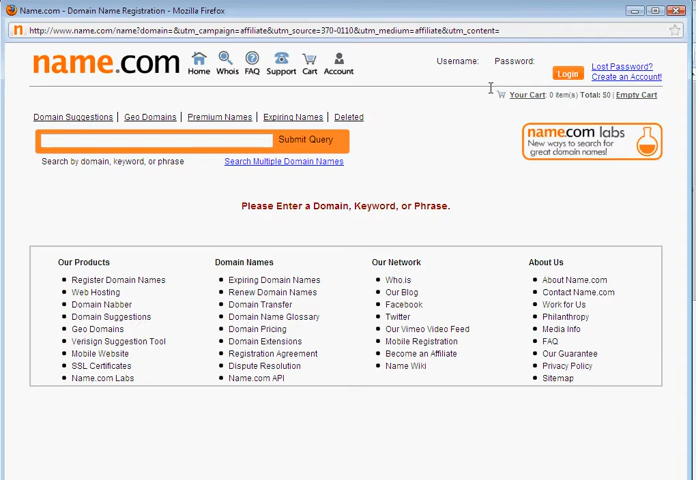 Name.com - Domain Name Registration - Mozilla Firefox
http://www.name.com/name?domain=&utm_campaign=affiliate&utm_source=370-0110&utm_medium=affiliate&utm_content=
name.com
Home Whois FAQ Support Cart Account
Username: Password:
Login
Lost Password?
Create an Account!
Your Cart: 0 item(s) Total: $0 | Empty Cart
Domain Suggestions | Geo Domains | Premium Names | Expiring Names | Deleted
Submit Query
Search by domain, keyword, or phrase Search Multiple Domain Names
name.com labs
New ways to search for
great domain names!
Please Enter a Domain, Keyword, or Phrase.
Our Products
Register Domain Names
Web Hosting
Domain Nabber
Domain Suggestions
Geo Domains
Verisign Suggestion Tool
Mobile Website
SSL Certificates
Name.com Labs
Domain Names
Expiring Domain Names
Renew Domain Names
Domain Transfer
Domain Name Glossary
Domain Pricing
Domain Extensions
Registration Agreement
Dispute Resolution
Name.com API
Our Network
Who.is
Our Blog
Facebook
Twitter
Our Vimeo Video Feed
Mobile Registration
Become an Affiliate
Name Wiki
About Us
About Name.com
Contact Name.com
Work for Us
Philanthropy
Media Info
FAQ
Our Guarantee
Privacy Policy
Sitemap